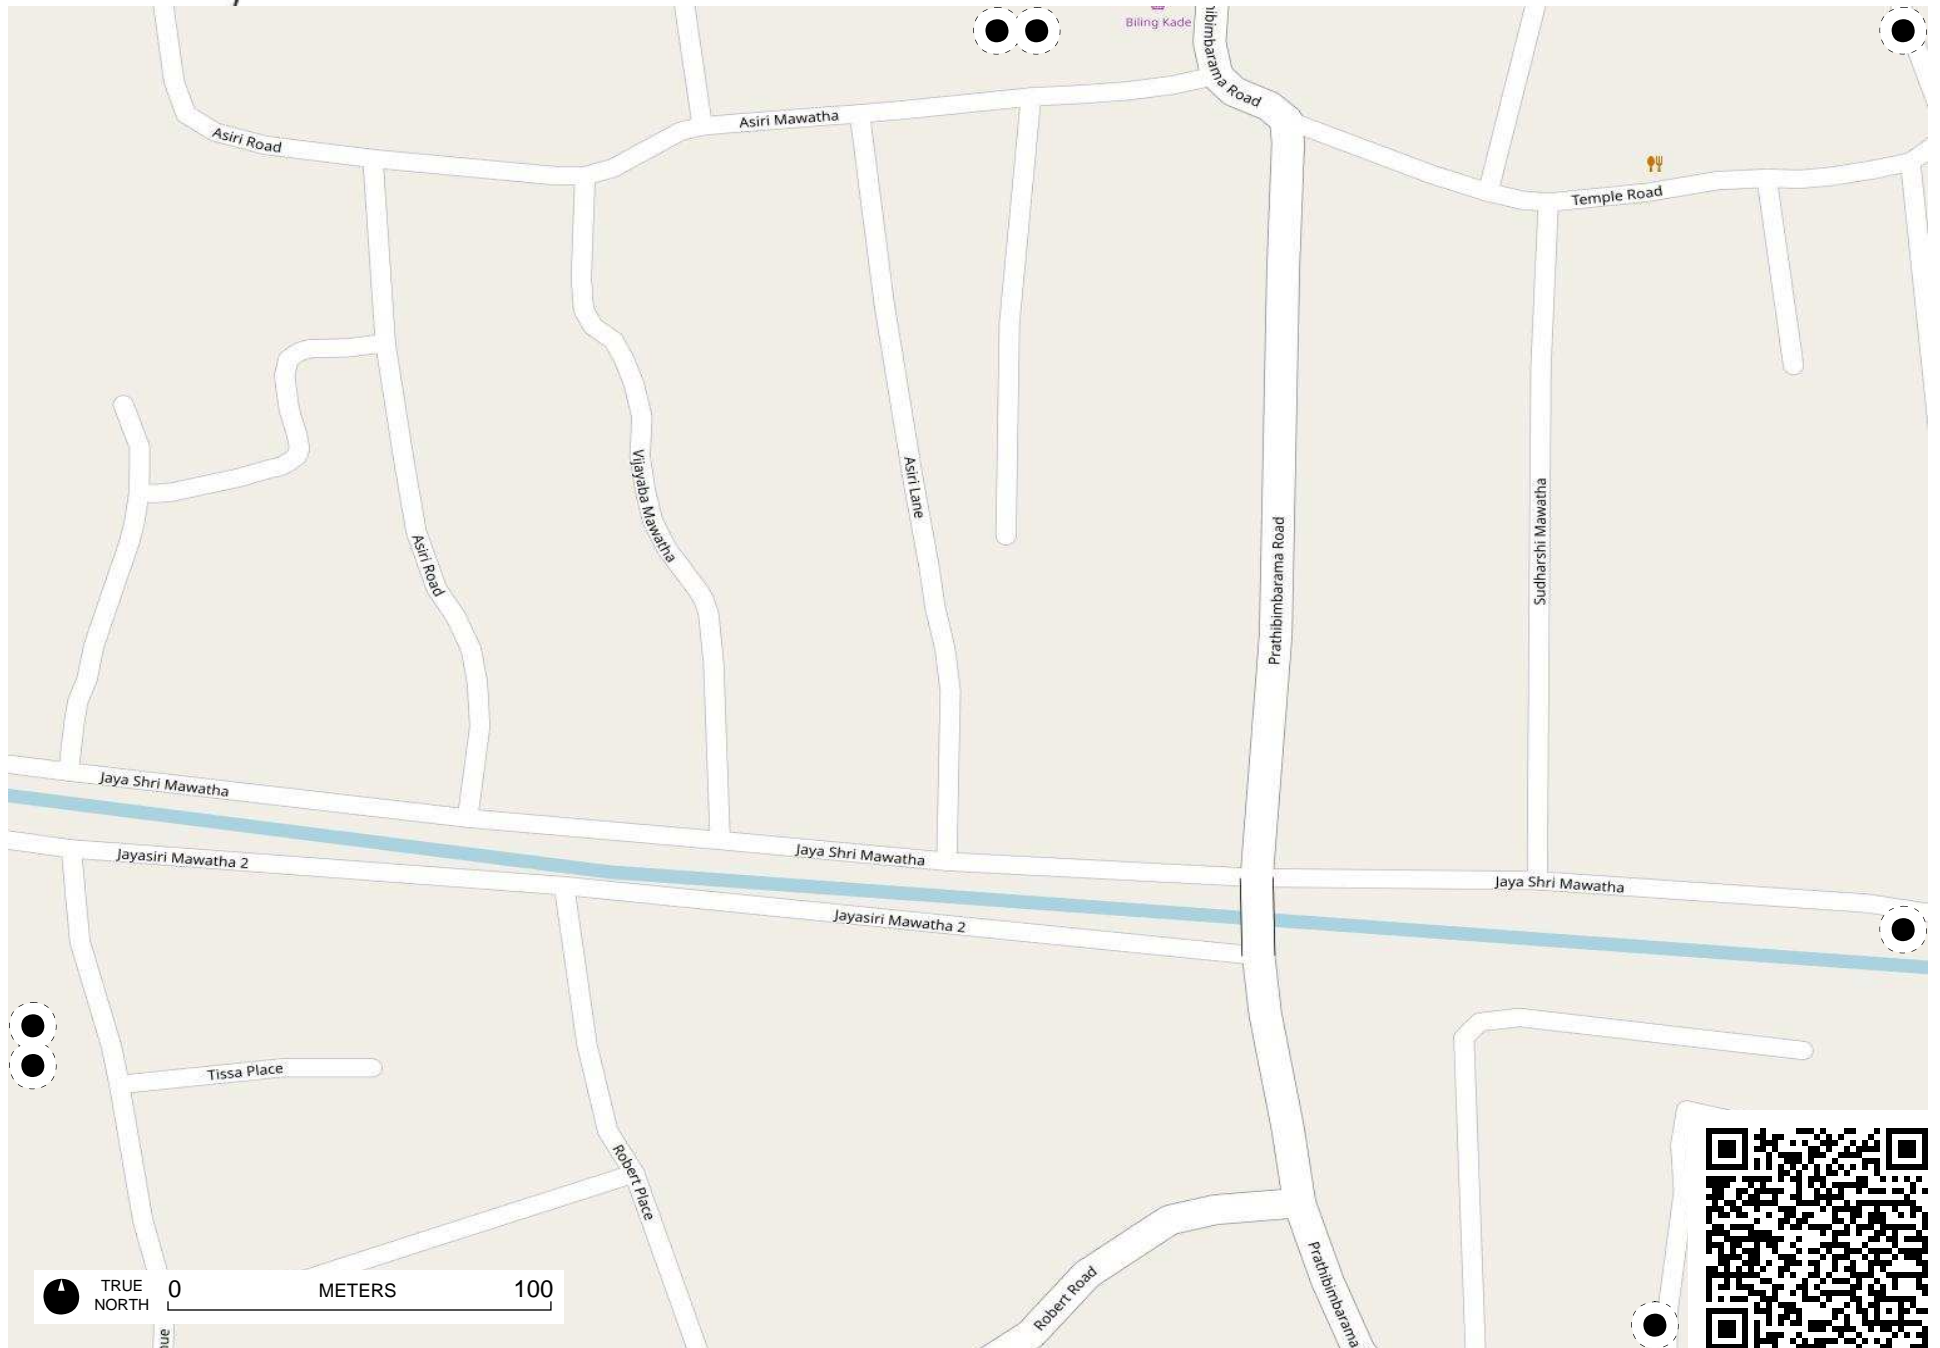 Biling Kade
Asiri Mawatha
Asiri Road
Temple Road
Vijayaba Mawatha
Asiri Lane
Prathibimbarama Road
Sudharshi Mawatha
Asiri Road
Jaya Shri Mawatha
Jaya Shri Mawatha
Jayasiri Mawatha 2
Jaya Shri Mawatha
Jayasiri Mawatha 2
Tissa Place
Robert Place
Robert Road
Prathibimbarama
TRUE NORTH
0 METERS 100